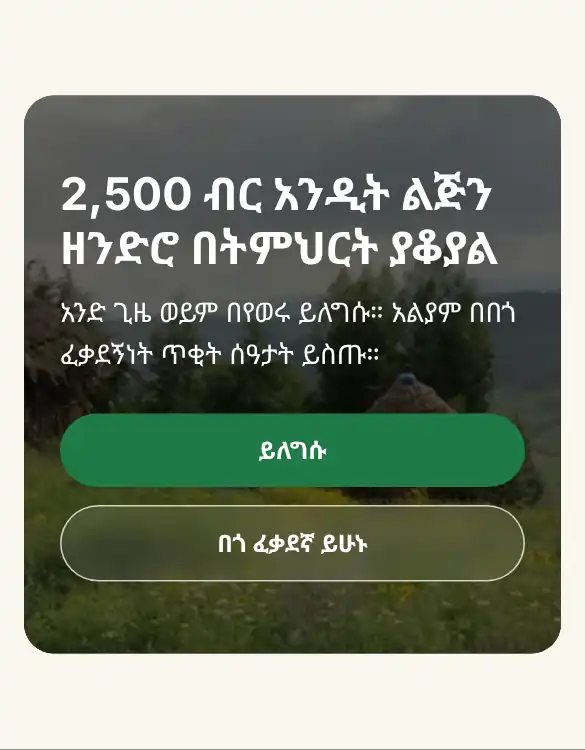 2,500 ብር አንዲት ልጅን
ዘንድሮ በትምህርት ያቆያል
አንድ ጊዜ ወይም በየወሩ ይለግሱ። አልያም በበጎ
ፈቃደኝነት ጥቂት ሰዓታት ይስጡ።
ይለግሱ
በጎ ፈቃደኛ ይሁኑ